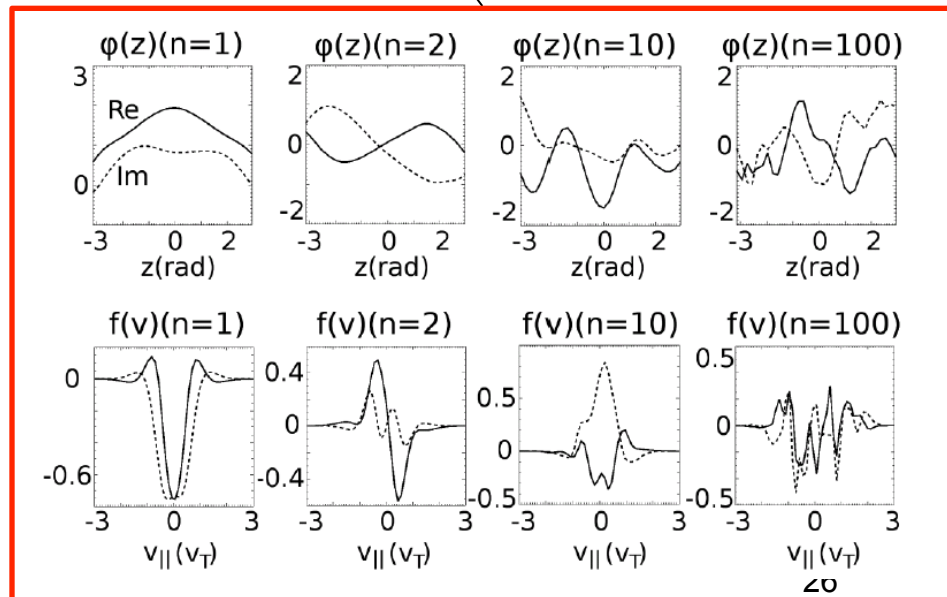 φ(z)(n=1) φ(z)(n=2) φ(z)(n=10) φ(z)(n=100)
3 2 2 2
Re
0 0 0
Im
0
-2 -2 -2
-3 0 2 -3 0 2 -3 0 2 -3 0 2
z(rad) z(rad) z(rad) z(rad)
f(v)(n=1) f(v)(n=2) f(v)(n=10) f(v)(n=100)
0.5
0 0.4 0.5
0 0
-0.6 0
-0.4
-0.5 -0.5
-3 0 3 -3 0 3 -3 0 3 -3 0 3
v||(vT) v||(vT) v||(vT) v||(vT)
26